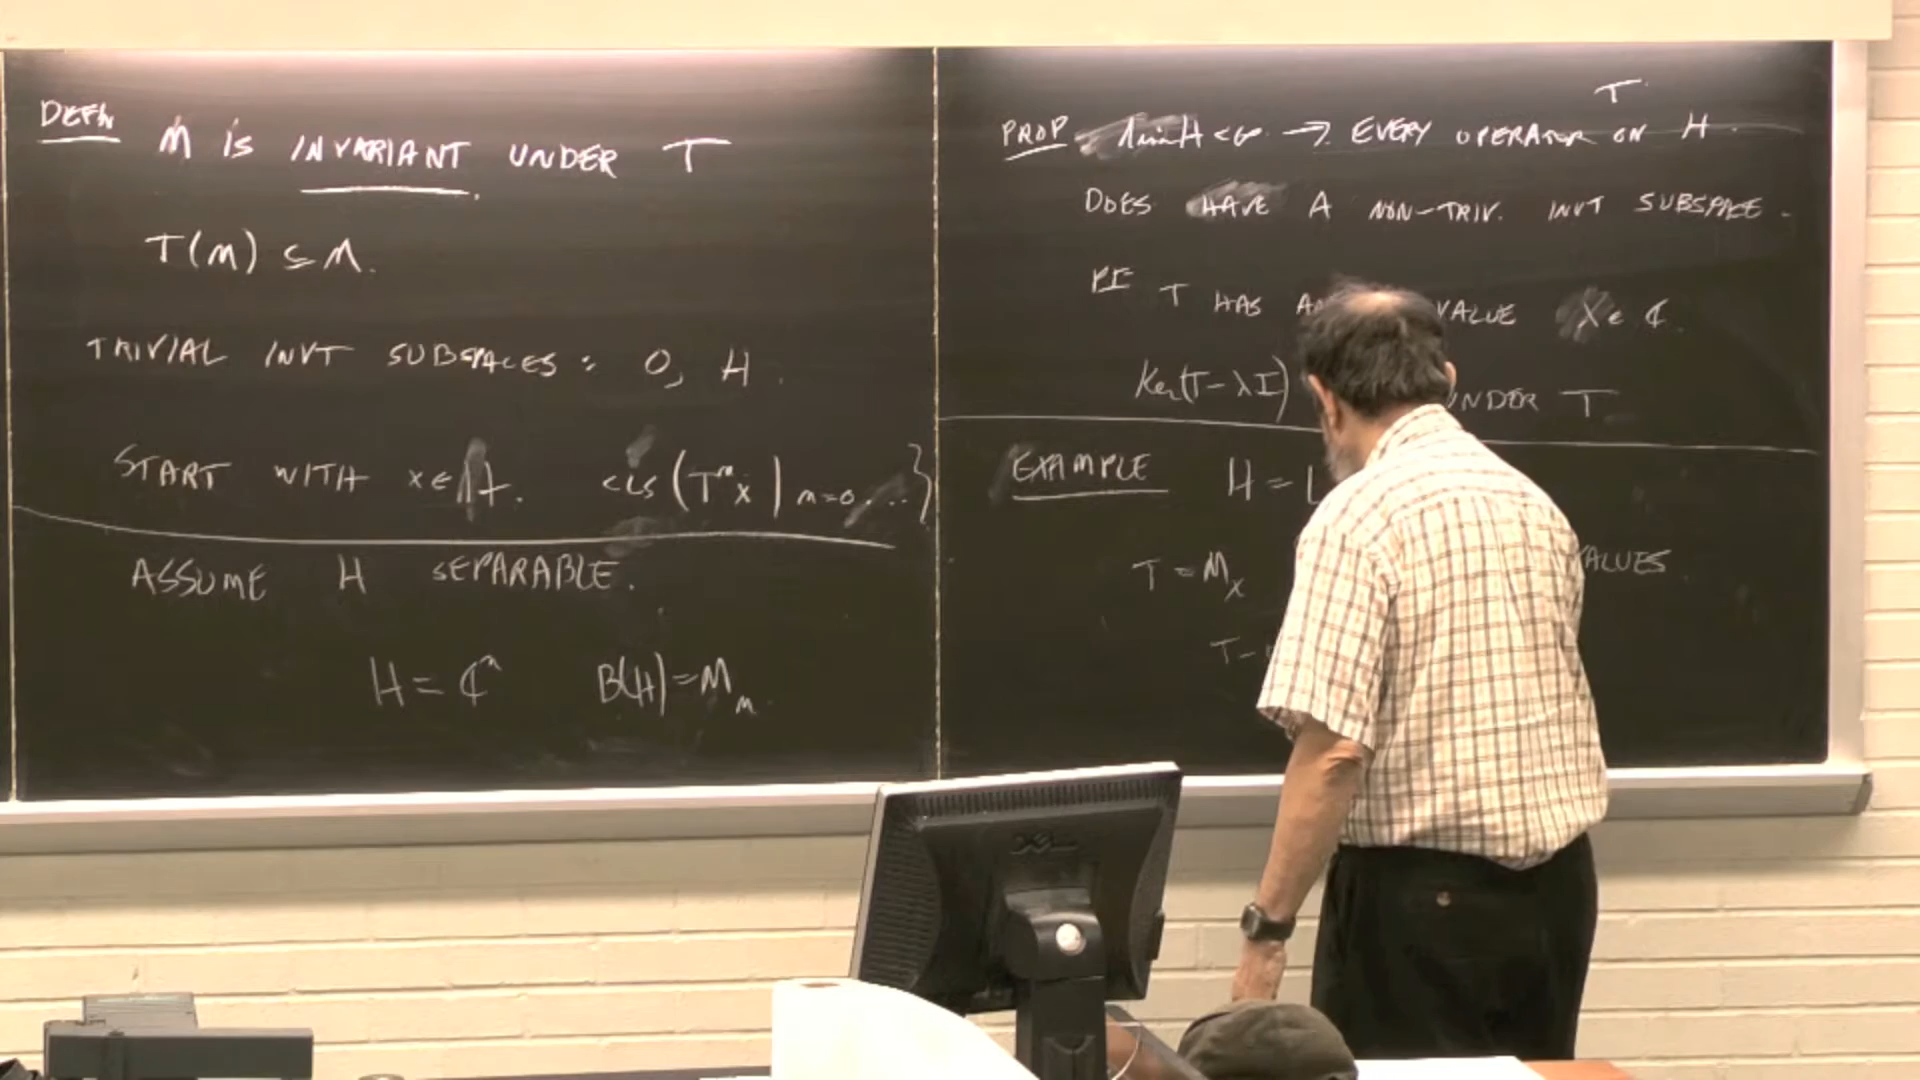 DEFN M IS INVARIANT UNDER T
T(M) ⊆ M.
TRIVIAL INVT SUBSPACES: 0, H.
START WITH x ∈ H. cls (Tⁿx) n=0...}
ASSUME H SEPARABLE.
H = ℂⁿ B(H) = Mₙ.
T
PROP dim H < ∞ → EVERY OPERATOR ON H.
DOES HAVE A NON-TRIV. INVT SUBSPACE.
PF T HAS VALUE λ ∈ ℂ.
Ker(T-λI) UNDER T
EXAMPLE H = L
T = Mₓ VALUES.
T-
DELL